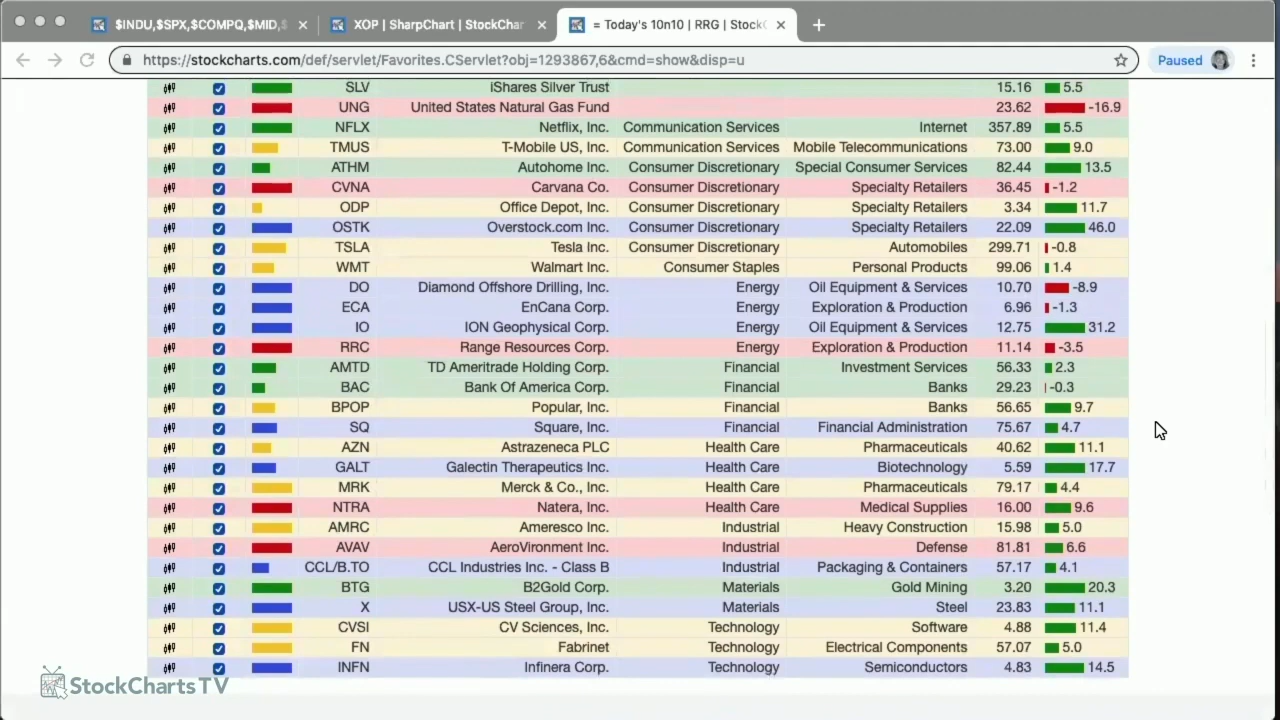 $INDU,$SPX,$COMPQ,$MID,$
XOP | SharpChart | StockChar
= Today's 10n10 | RRG | StockC
https://stockcharts.com/def/servlet/Favorites.CServlet?obj=1293867,6&cmd=show&disp=u
Paused
SLV iShares Silver Trust 15.16 5.5
UNG United States Natural Gas Fund 23.62 -16.9
NFLX Netflix, Inc. Communication Services Internet 357.89 5.5
TMUS T-Mobile US, Inc. Communication Services Mobile Telecommunications 73.00 9.0
ATHM Autohome Inc. Consumer Discretionary Special Consumer Services 82.44 13.5
CVNA Carvana Co. Consumer Discretionary Specialty Retailers 36.45 -1.2
ODP Office Depot, Inc. Consumer Discretionary Specialty Retailers 3.34 11.7
OSTK Overstock.com Inc. Consumer Discretionary Specialty Retailers 22.09 46.0
TSLA Tesla Inc. Consumer Discretionary Automobiles 299.71 -0.8
WMT Walmart Inc. Consumer Staples Personal Products 99.06 1.4
DO Diamond Offshore Drilling, Inc. Energy Oil Equipment & Services 10.70 -8.9
ECA EnCana Corp. Energy Exploration & Production 6.96 -1.3
IO ION Geophysical Corp. Energy Oil Equipment & Services 12.75 31.2
RRC Range Resources Corp. Energy Exploration & Production 11.14 -3.5
AMTD TD Ameritrade Holding Corp. Financial Investment Services 56.33 2.3
BAC Bank Of America Corp. Financial Banks 29.23 -0.3
BPOP Popular, Inc. Financial Banks 56.65 9.7
SQ Square, Inc. Financial Financial Administration 75.67 4.7
AZN Astrazeneca PLC Health Care Pharmaceuticals 40.62 11.1
GALT Galectin Therapeutics Inc. Health Care Biotechnology 5.59 17.7
MRK Merck & Co., Inc. Health Care Pharmaceuticals 79.17 4.4
NTRA Natera, Inc. Health Care Medical Supplies 16.00 9.6
AMRC Ameresco Inc. Industrial Heavy Construction 15.98 5.0
AVAV AeroVironment Inc. Industrial Defense 81.81 6.6
CCL/B.TO CCL Industries Inc. - Class B Industrial Packaging & Containers 57.17 4.1
BTG B2Gold Corp. Materials Gold Mining 3.20 20.3
X USX-US Steel Group, Inc. Materials Steel 23.83 11.1
CVSI CV Sciences, Inc. Technology Software 4.88 11.4
FN Fabrinet Technology Electrical Components 57.07 5.0
INFN Infinera Corp. Technology Semiconductors 4.83 14.5
StockChartsTV